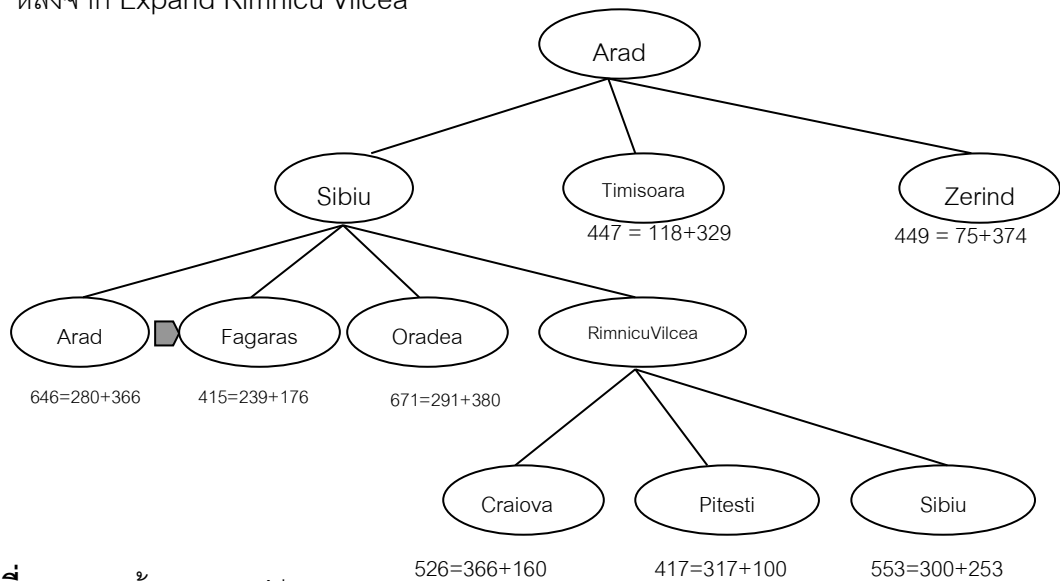 Expand Rimnicu Vilcea
Arad
Sibiu
Timisoara
Zerind
447 = 118+329
449 = 75+374
Arad
Fagaras
Oradea
RimnicuVilcea
646=280+366
415=239+176
671=291+380
Craiova
Pitesti
Sibiu
526=366+160
417=317+100
553=300+253